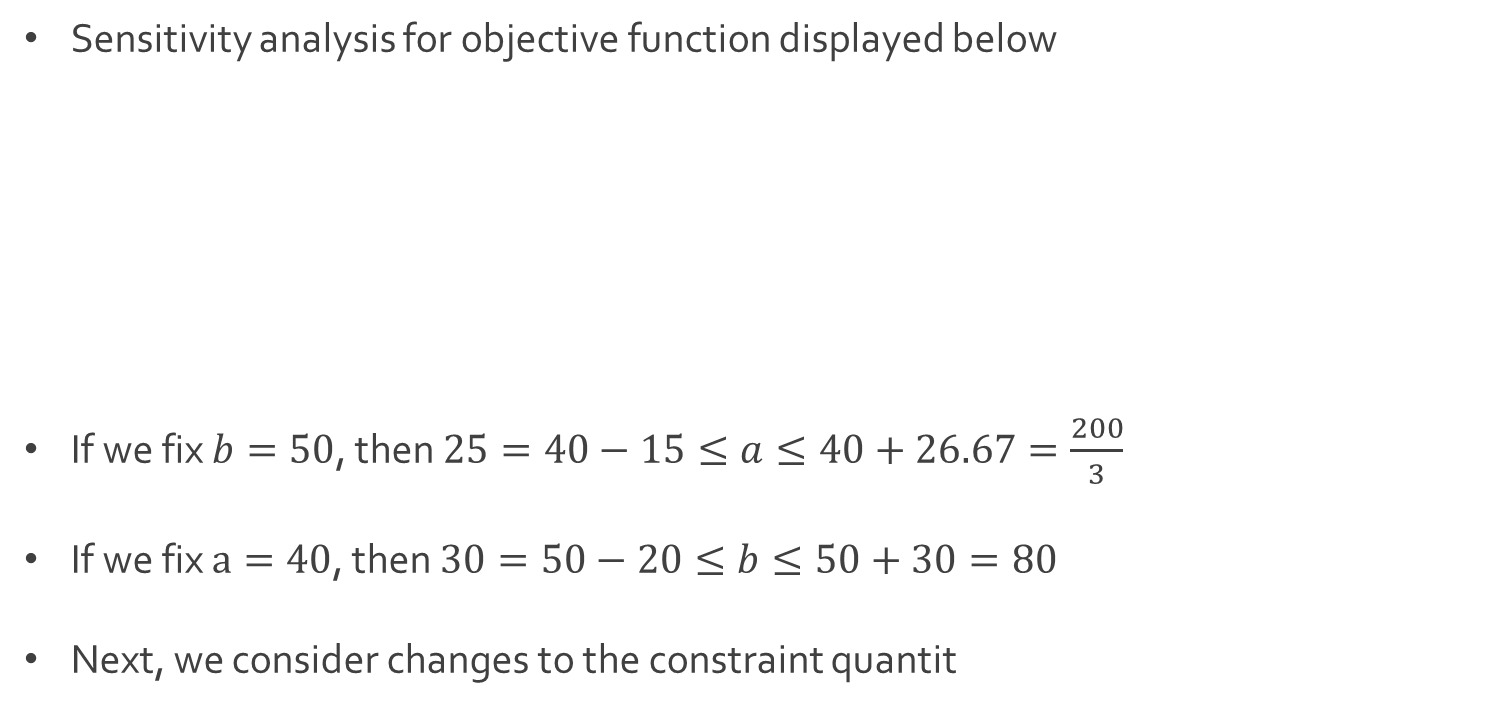 • Sensitivity analysis for objective function displayed below
• If we fix b = 50, then 25 = 40 − 15 ≤ a ≤ 40 + 26.67 = 200/3
• If we fix a = 40, then 30 = 50 − 20 ≤ b ≤ 50 + 30 = 80
• Next, we consider changes to the constraint quantit